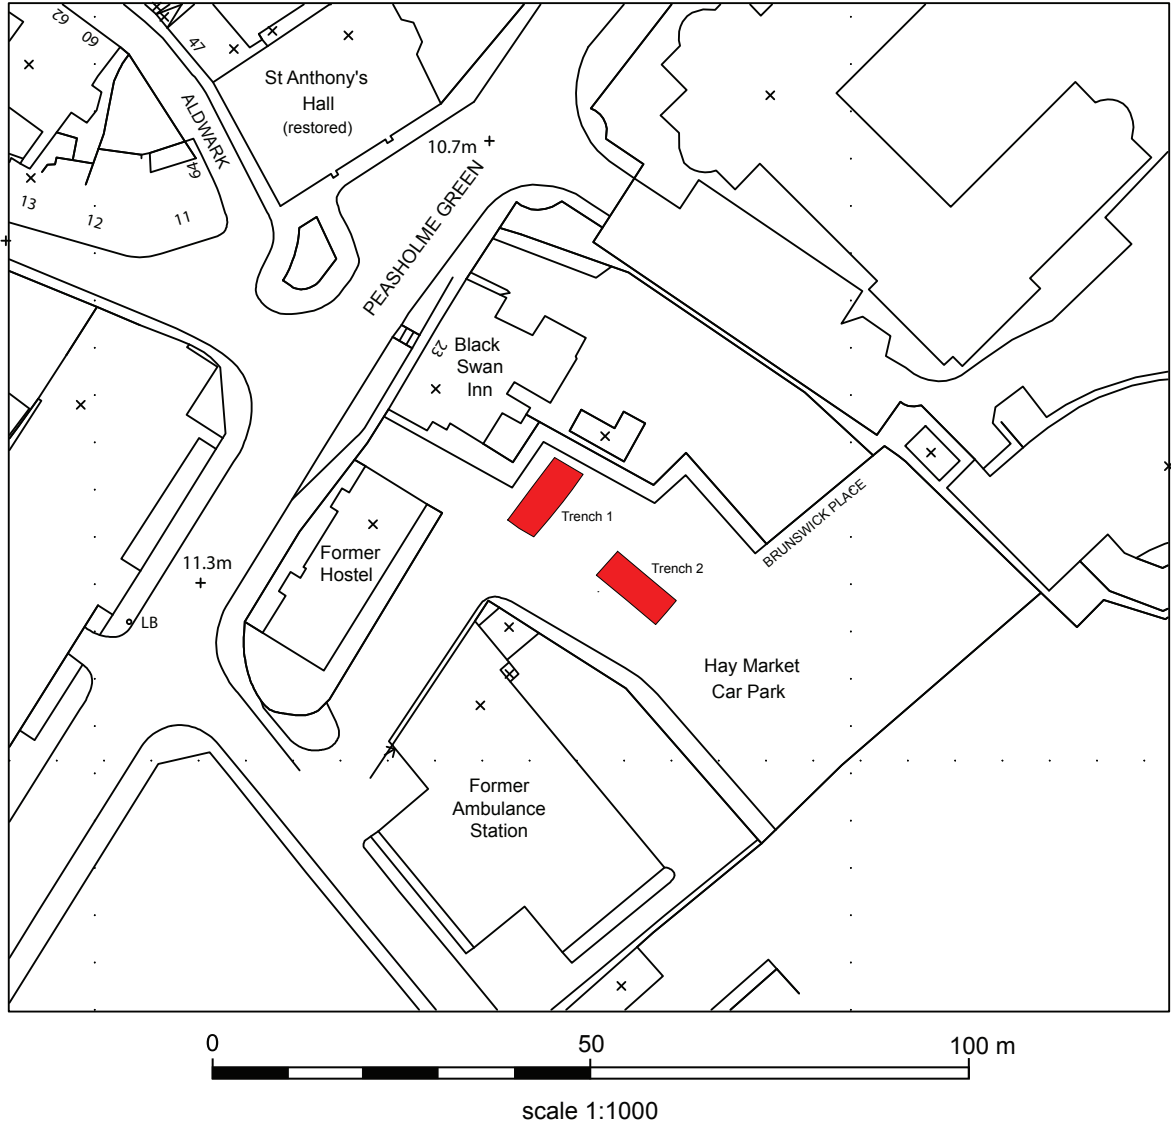 62
60
47
ALDWARK
St Anthony's
Hall
(restored)
10.7m
64
13
12
11
PEASHOLME GREEN
23
Black
Swan
Inn
Trench 1
BRUNSWICK PLACE
Former
Hostel
11.3m
Trench 2
LB
Hay Market
Car Park
Former
Ambulance
Station
0
50
100 m
scale 1:1000